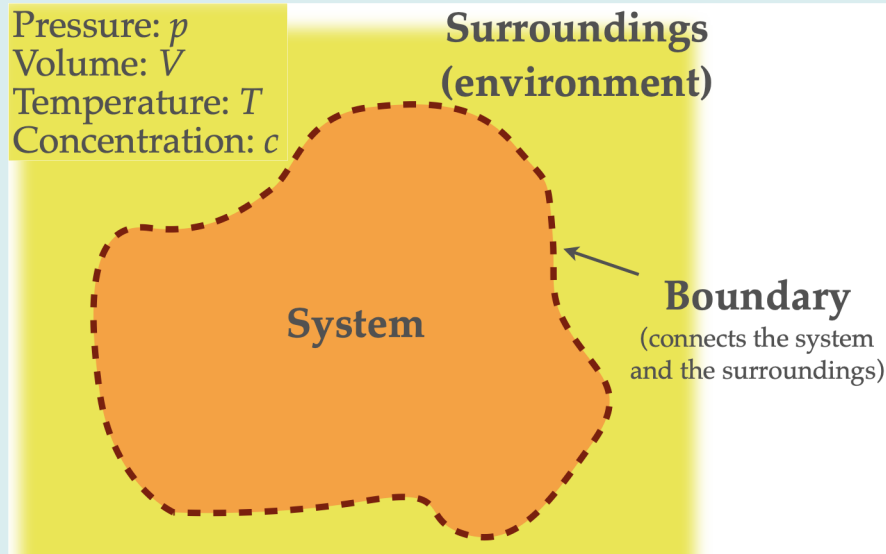 Pressure: p
Volume: V
Temperature: T
Concentration: c
Surroundings
(environment)
System
Boundary
(connects the system
and the surroundings)